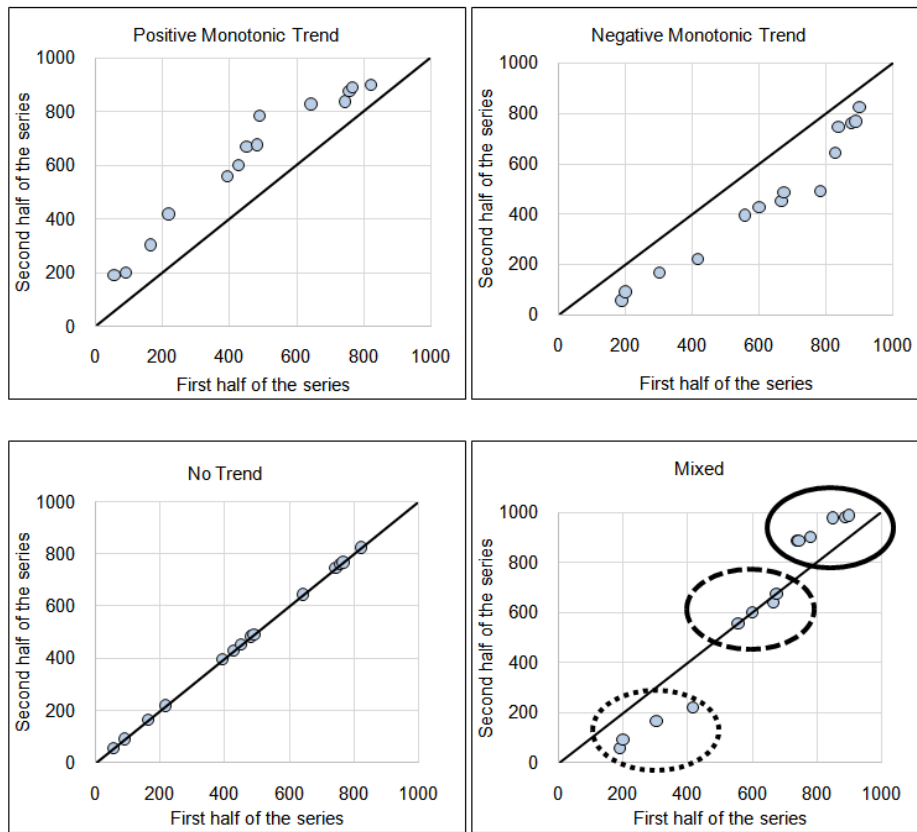 Positive Monotonic Trend
1000
800
600
400
200
0
0 200 400 600 800 1000
Second half of the series
First half of the series
Negative Monotonic Trend
1000
800
600
400
200
0
0 200 400 600 800 1000
Second half of the series
First half of the series
No Trend
1000
800
600
400
200
0
0 200 400 600 800 1000
Second half of the series
First half of the series
Mixed
1000
800
600
400
200
0
0 200 400 600 800 1000
Second half of the series
First half of the series